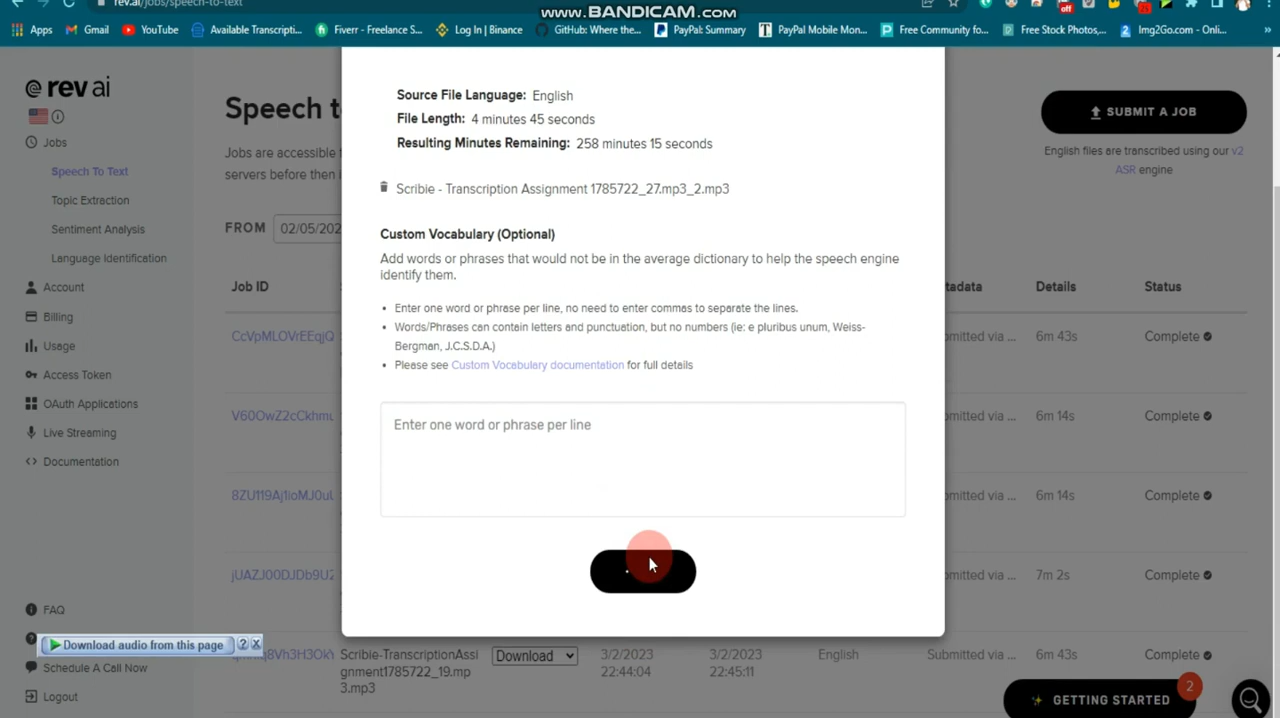 rev.ai/jobs/speech-to-text
www.BANDICAM.com
Apps Gmail YouTube Available Transcripti... Fiverr - Freelance S... Log In | Binance GitHub: Where the... PayPal: Summary PayPal Mobile Mon... Free Community fo... Free Stock Photos,... Img2Go.com - Onli... »
off
rev ai
Jobs
Speech To Text
Topic Extraction
Sentiment Analysis
Language Identification
Account
Billing
Usage
Access Token
OAuth Applications
Live Streaming
Documentation
FAQ
Download audio from this page ? X
Schedule A Call Now
Logout
Speech t
Jobs are accessible
servers before then
FROM 02/05/202
SUBMIT A JOB
English files are transcribed using our v2
ASR engine
Source File Language: English
File Length: 4 minutes 45 seconds
Resulting Minutes Remaining: 258 minutes 15 seconds
Scribie - Transcription Assignment 1785722_27.mp3_2.mp3
Custom Vocabulary (Optional)
Add words or phrases that would not be in the average dictionary to help the speech engine
identify them.
• Enter one word or phrase per line, no need to enter commas to separate the lines.
• Words/Phrases can contain letters and punctuation, but no numbers (ie: e pluribus unum, Weiss-
Bergman, J.C.S.D.A.)
• Please see Custom Vocabulary documentation for full details
Enter one word or phrase per line
Job ID tadata Details Status
CcVpMLOVrEEqjQ bmitted via ... 6m 43s Complete
bmitted via ... 6m 14s Complete
bmitted via ... 6m 14s Complete
bmitted via ... 7m 2s Complete
Scribie-TranscriptionAssi Download 3/2/2023 3/2/2023 English Submitted via ... 6m 43s Complete
gnment1785722_19.mp 22:44:04 22:45:11
3.mp3
GETTING STARTED 2